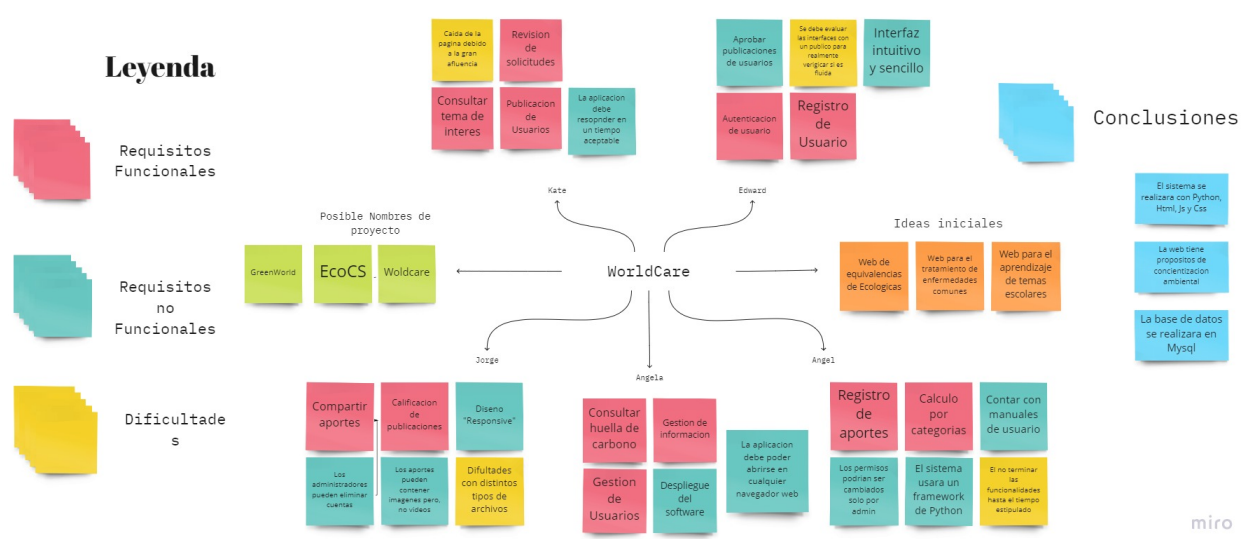 Leyenda
Requisitos
Funcionales
Requisitos
no
Funcionales
Dificultade
s
Caida de la
pagina debido
a la gran
afluencia
Revision
de
solicitudes
Consultar
tema de
interes
Publicacion
de
Usuarios
La aplicacion
debe
resopnder en
un tiempo
aceptable
Kate
Aprobar
publicaciones
de usuarios
Se debe evaluar
las interfaces con
un publico para
realmente
verigicar si es
fluida
Interfaz
intuitivo
y sencillo
Autenticacion
de usuario
Registro
de
Usuario
Edward
Posible Nombres de
proyecto
GreenWorld
EcoCS
Woldcare
WorldCare
Ideas iniciales
Web de
equivalencias
de Ecologicas
Web para el
tratamiento de
enfermedades
comunes
Web para el
aprendizaje
de temas
escolares
Conclusiones
El sistema se
realizara con Python,
Html, Js y Css
La web tiene
propositos de
concientizacion
ambiental
La base de datos
se realizara en
Mysql
Jorge
Compartir
aportes
Calificacion
de
publicaciones
Diseno
"Responsive"
Los
administradores
pueden eliminar
cuentas
Los aportes
pueden
contener
imagenes pero,
no videos
Difultades
con distintos
tipos de
archivos
Angela
Consultar
huella de
carbono
Gestion de
informacion
Gestion
de
Usuarios
Despliegue
del
software
La aplicacion
debe poder
abrirse en
cualquier
navegador web
Angel
Registro
de
aportes
Calculo
por
categorias
Contar con
manuales
de usuario
Los permisos
podrian ser
cambiados
solo por
admin
El sistema
usara un
framework
de Python
El no terminar
las
funcionalidades
hasta el tiempo
estipulado
miro